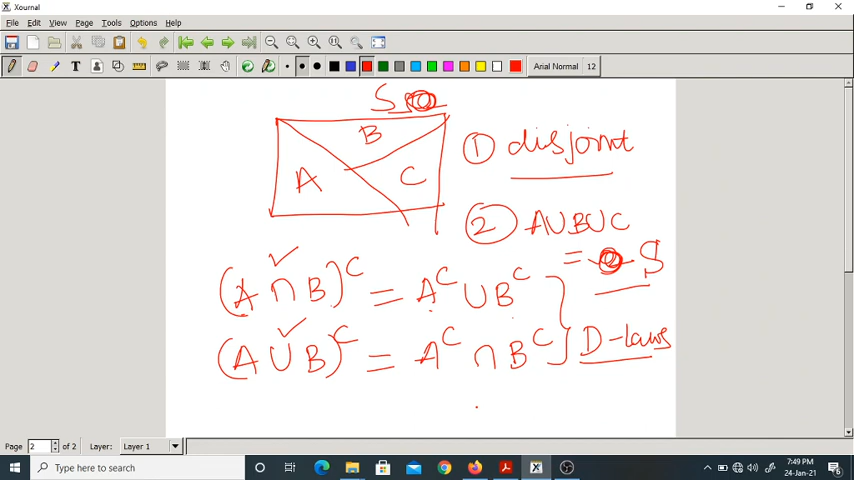 Xournal
File Edit View Page Tools Options Help
Arial Normal 12
S
B
A
C
① disjoint
② A∪B∪C
= S
(A ∩ B)^C = A^C ∪ B^C
(A ∪ B)^C = A^C ∩ B^C
D-laws
Page 2 of 2 Layer: Layer 1
Type here to search
7:49 PM
24-Jan-21